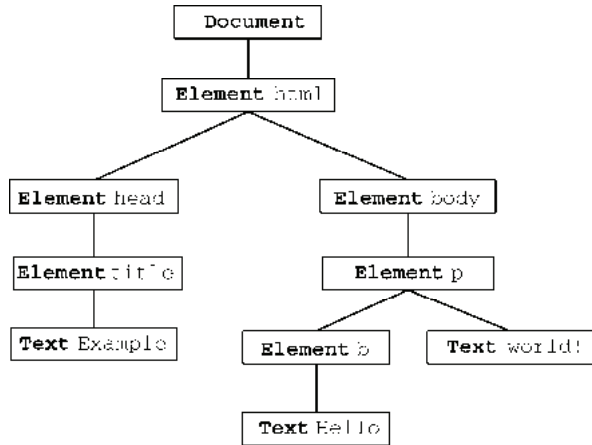 Document
Element html
Element head
Element body
Element title
Element p
Text Example
Element b
Text world!
Text Hello